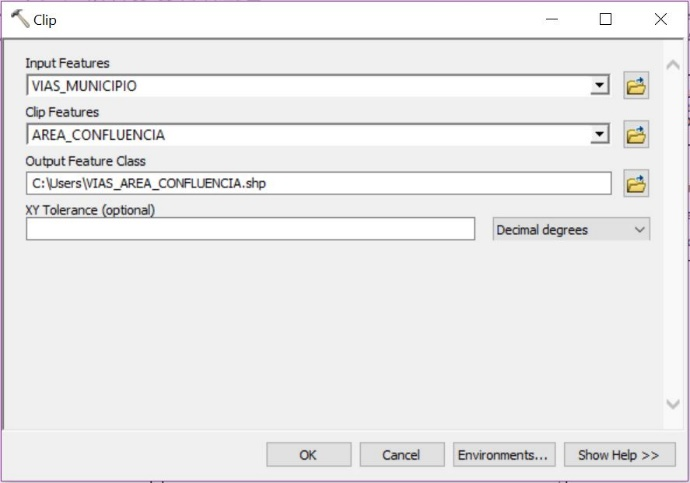 Clip
Input Features
VIAS_MUNICIPIO
Clip Features
AREA_CONFLUENCIA
Output Feature Class
C:\Users\VIAS_AREA_CONFLUENCIA.shp
XY Tolerance (optional)
Decimal degrees
OK Cancel Environments... Show Help >>